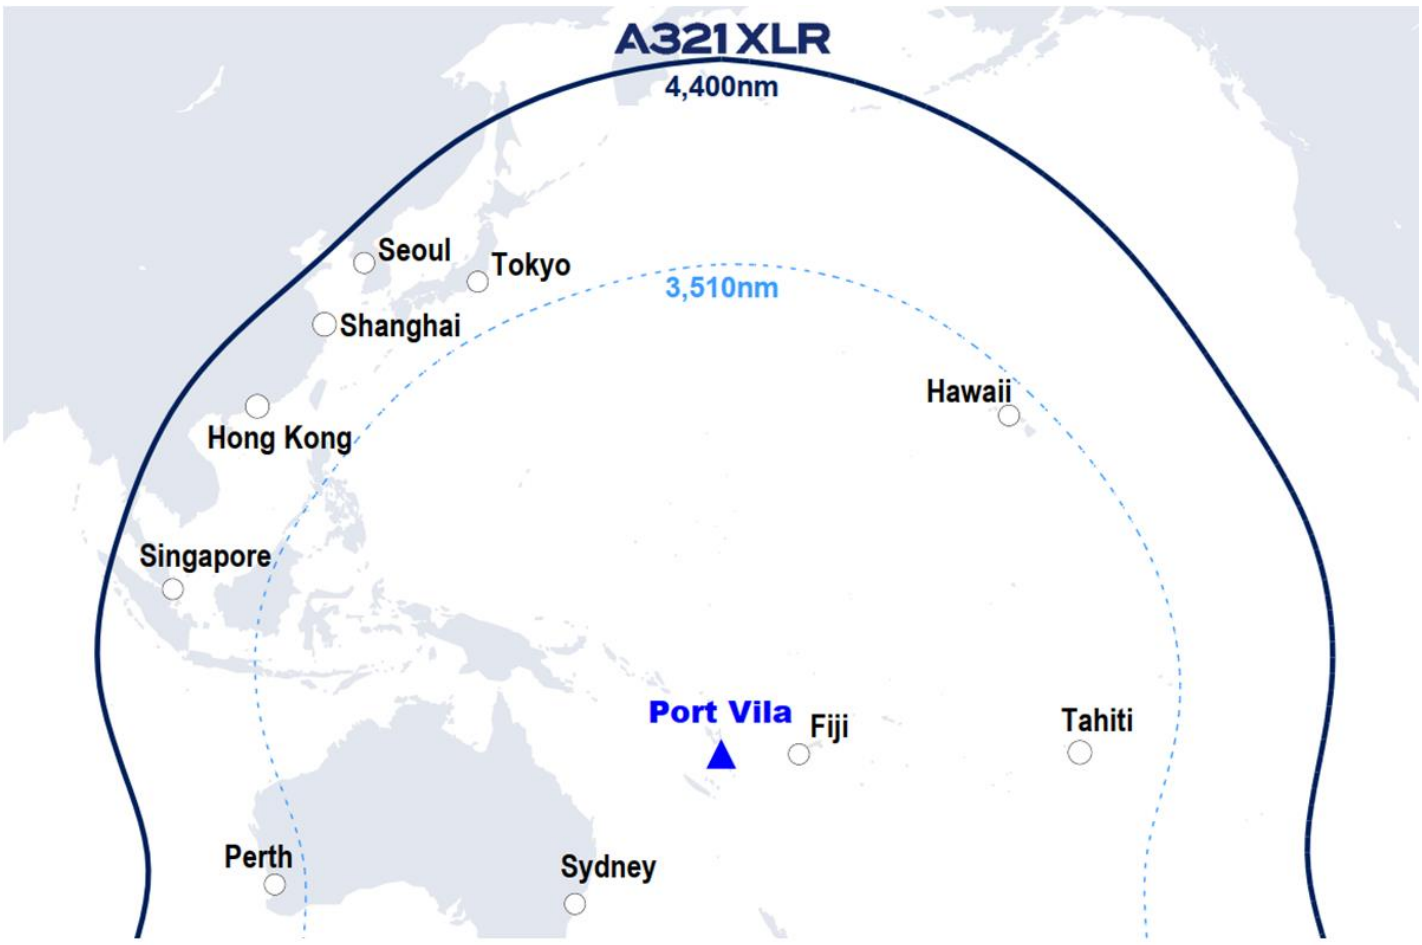 A321XLR
4,400nm
Seoul
Tokyo
3,510nm
Shanghai
Hawaii
Hong Kong
Singapore
Port Vila
Fiji
Tahiti
Perth
Sydney